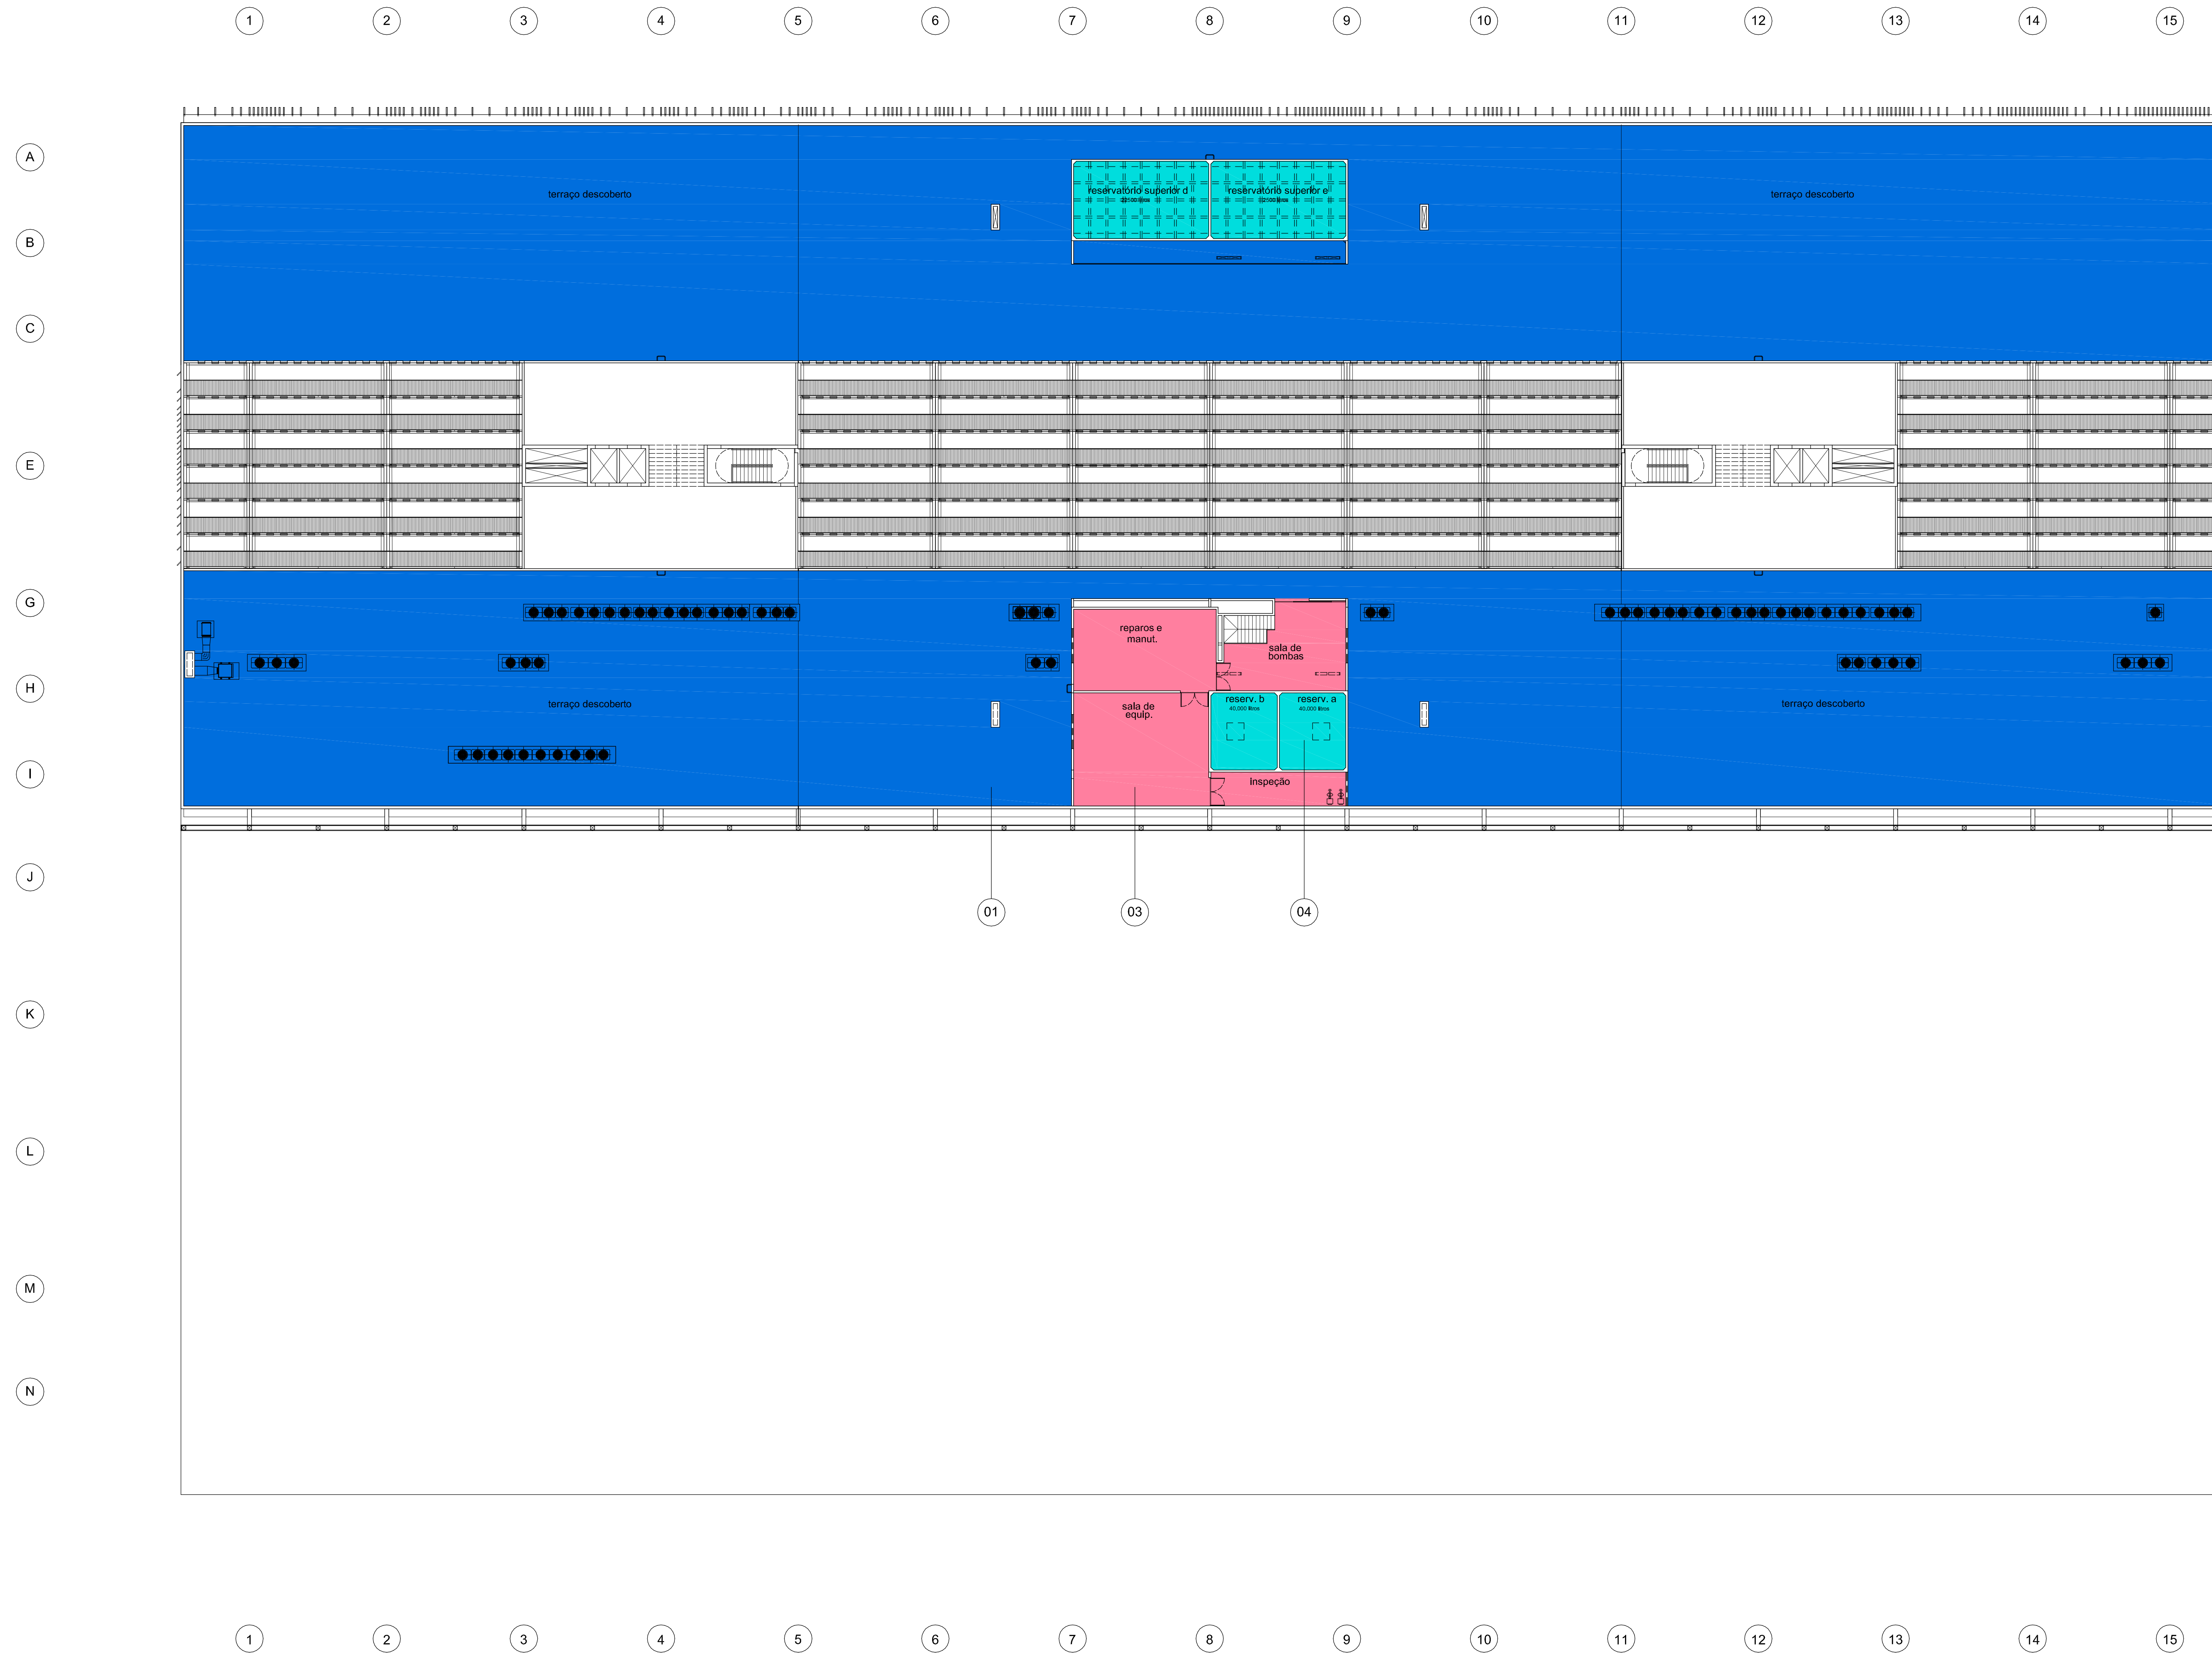 1 2 3 4 5 6 7 8 9 10 11 12 13 14 15
A
terraço descoberto
reservatório superior d
reservatório superior e
terraço descoberto
B
C
E
G
reparos e
manut.
sala de
bombas
H
terraço descoberto
sala de
equip.
reserv. b
40,000 litros
reserv. a
40,000 litros
terraço descoberto
I
inspeção
J
01 03 04
K
L
M
N
1 2 3 4 5 6 7 8 9 10 11 12 13 14 15